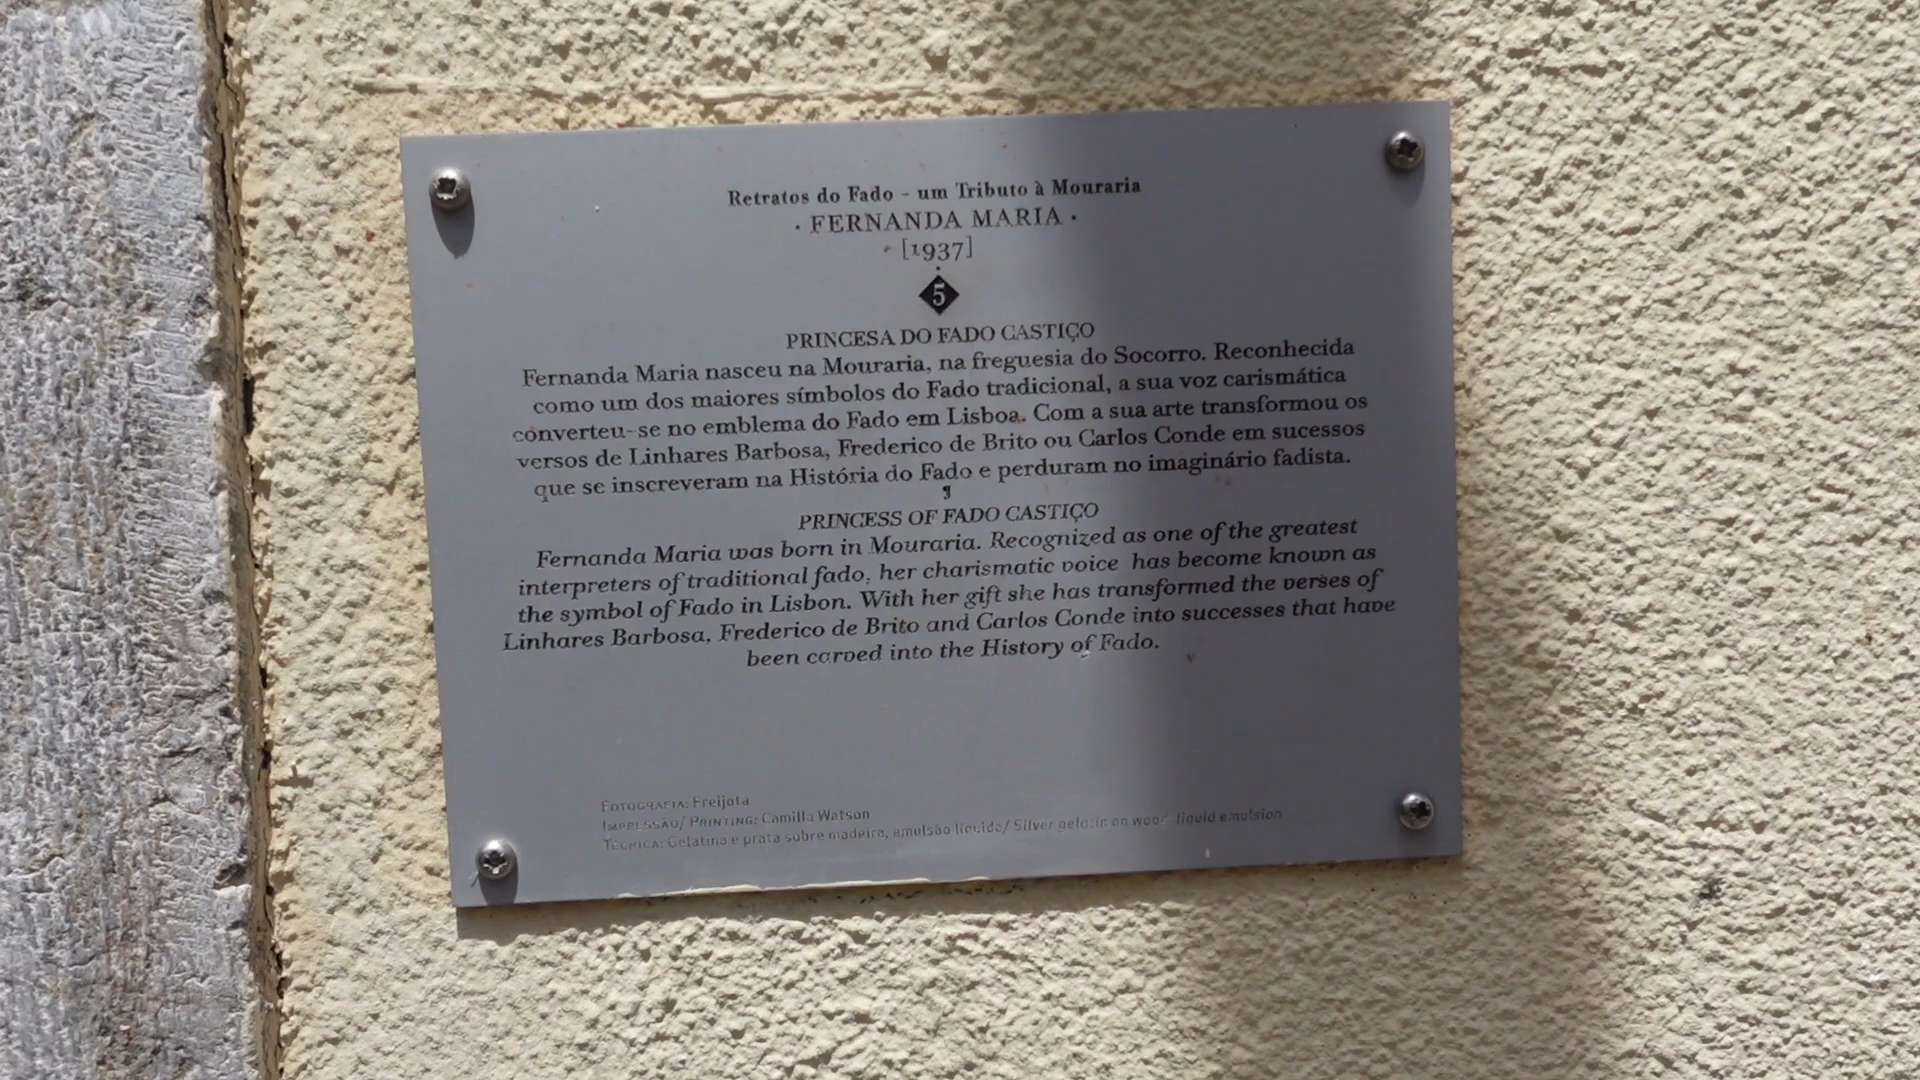 Retratos do Fado – um Tributo à Mouraria
· FERNANDA MARIA ·
[1937]
5
PRINCESA DO FADO CASTIÇO
Fernanda Maria nasceu na Mouraria, na freguesia do Socorro. Reconhecida
como um dos maiores símbolos do Fado tradicional, a sua voz carismática
converteu-se no emblema do Fado em Lisboa. Com a sua arte transformou os
versos de Linhares Barbosa, Frederico de Brito ou Carlos Conde em sucessos
que se inscreveram na História do Fado e perduram no imaginário fadista.
PRINCESS OF FADO CASTIÇO
Fernanda Maria was born in Mouraria. Recognized as one of the greatest
interpreters of traditional fado, her charismatic voice has become known as
the symbol of Fado in Lisbon. With her gift she has transformed the verses of
Linhares Barbosa, Frederico de Brito and Carlos Conde into successes that have
been carved into the History of Fado.
FOTOGRAFIA: Freijota
IMPRESSÃO/ PRINTING: Camilla Watson
TÉCNICA: Gelatina e prata sobre madeira, emulsão líquida/ Silver gelatin on wood liquid emulsion